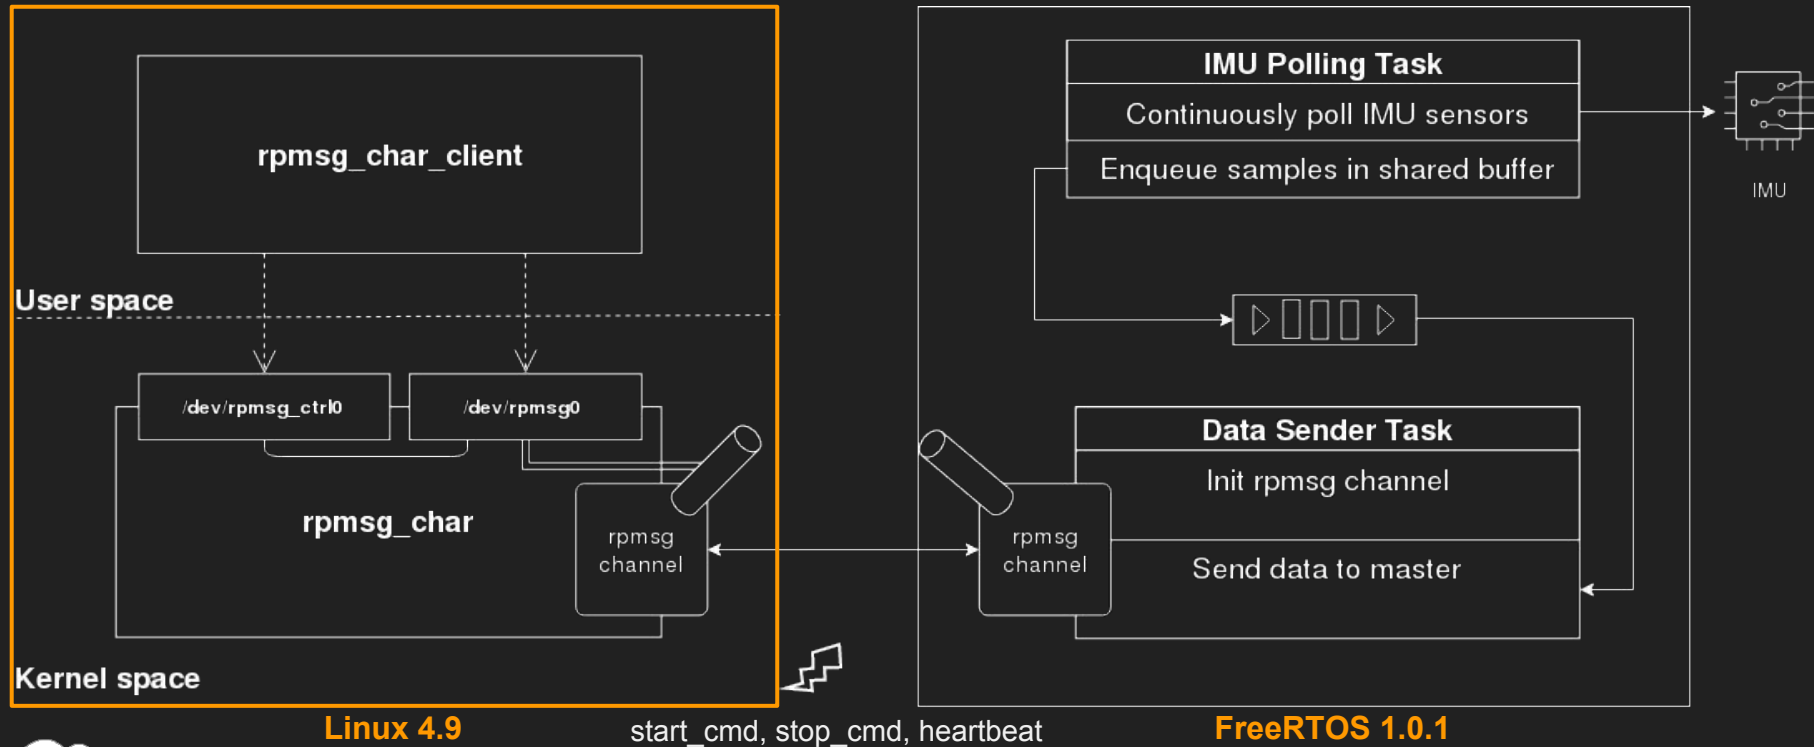 rpmsg_char_client
User space
/dev/rpmsg_ctrl0
/dev/rpmsg0
rpmsg_char
rpmsg
channel
Kernel space
Linux 4.9
start_cmd, stop_cmd, heartbeat
IMU Polling Task
Continuously poll IMU sensors
Enqueue samples in shared buffer
IMU
Data Sender Task
Init rpmsg channel
rpmsg
channel
Send data to master
FreeRTOS 1.0.1